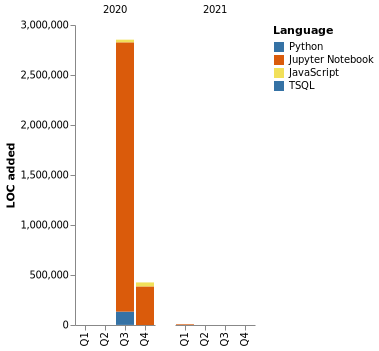 2020 2021
Language
Python
Jupyter Notebook
JavaScript
TSQL
LOC added
3,000,000
2,500,000
2,000,000
1,500,000
1,000,000
500,000
0
Q1 Q2 Q3 Q4 Q1 Q2 Q3 Q4